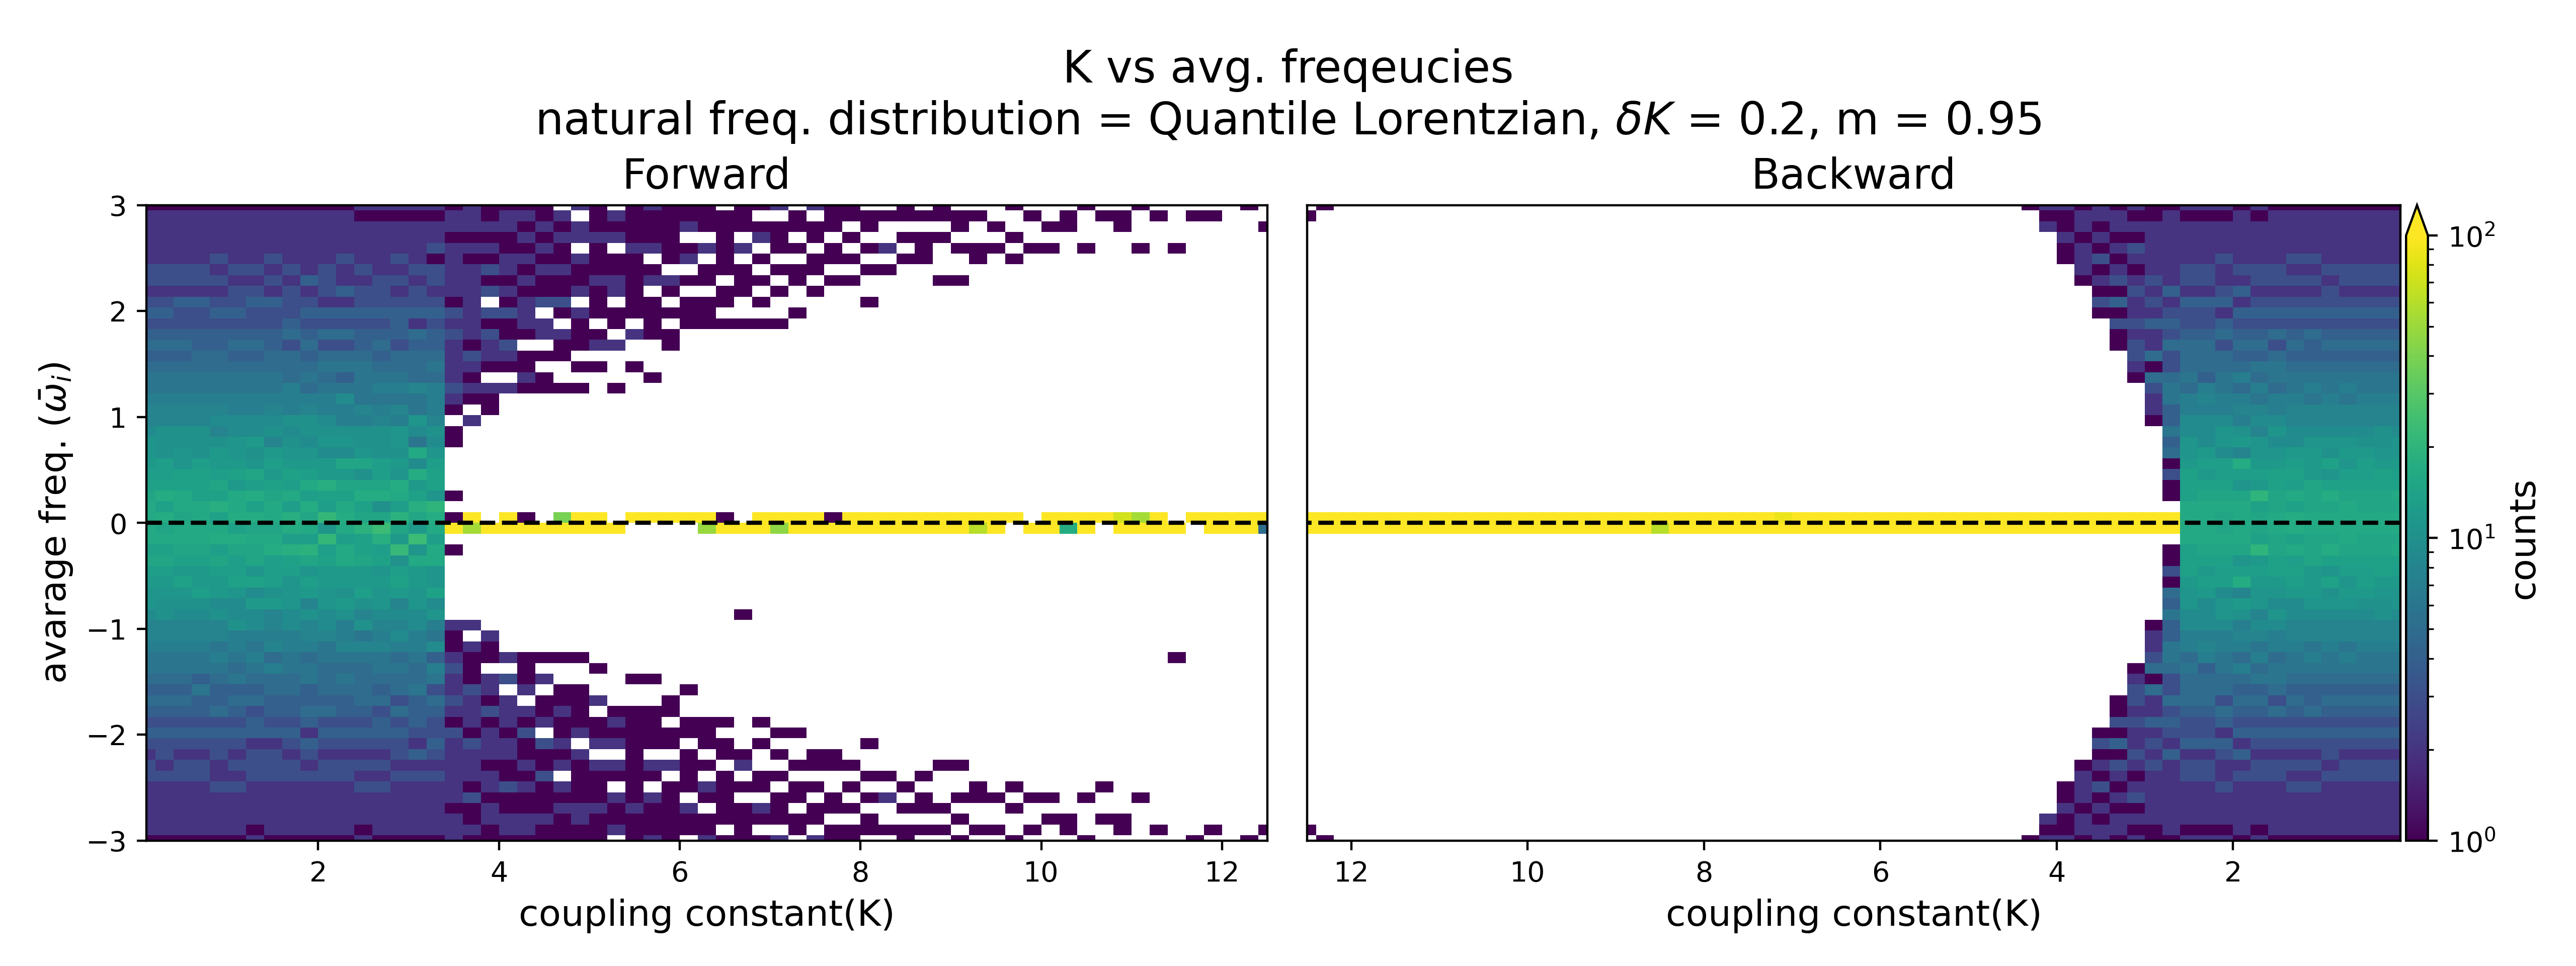 K vs avg. freqeucies
natural freq. distribution = Quantile Lorentzian, δK = 0.2, m = 0.95
Forward
Backward
3
2
1
0
−1
−2
−3
avarage freq. (ω̄ᵢ)
2
4
6
8
10
12
coupling constant(K)
12
10
8
6
4
2
coupling constant(K)
10²
10¹
10⁰
counts